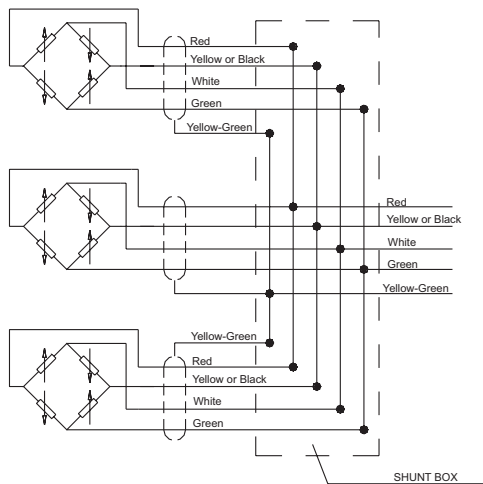 Red
Yellow or Black
White
Green
Yellow-Green
Red
Yellow or Black
White
Green
Yellow-Green
Yellow-Green
Red
Yellow or Black
White
Green
SHUNT BOX